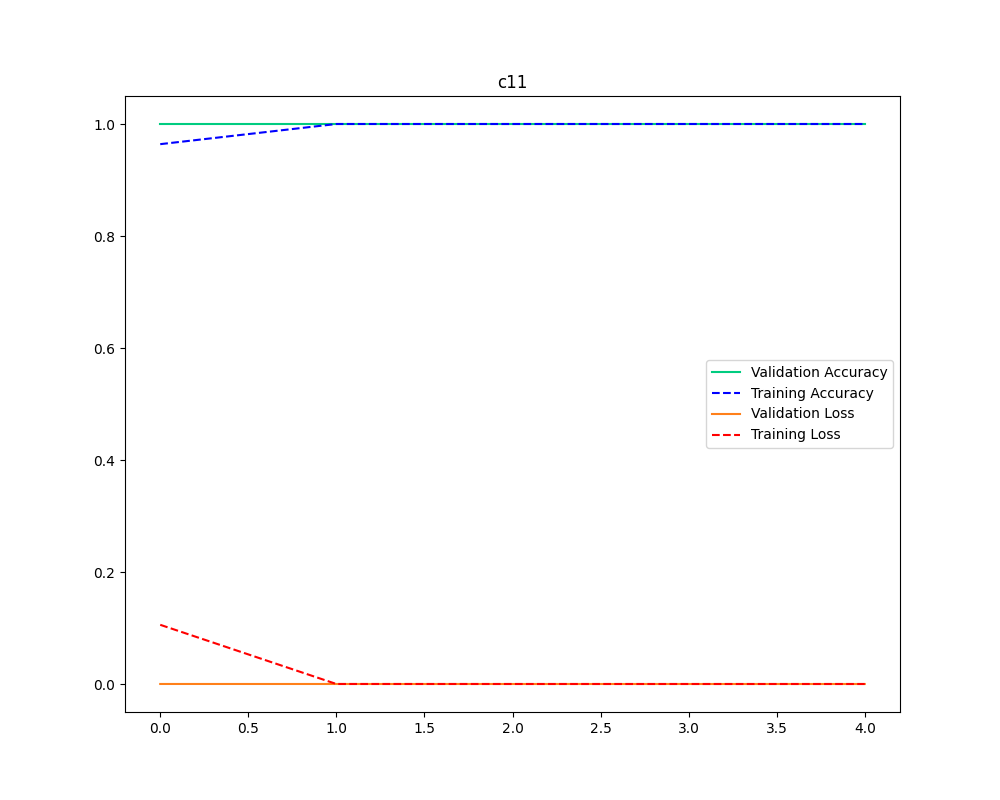 c11
1.0
0.8
0.6
0.4
0.2
0.0
Validation Accuracy
Training Accuracy
Validation Loss
Training Loss
0.0 0.5 1.0 1.5 2.0 2.5 3.0 3.5 4.0